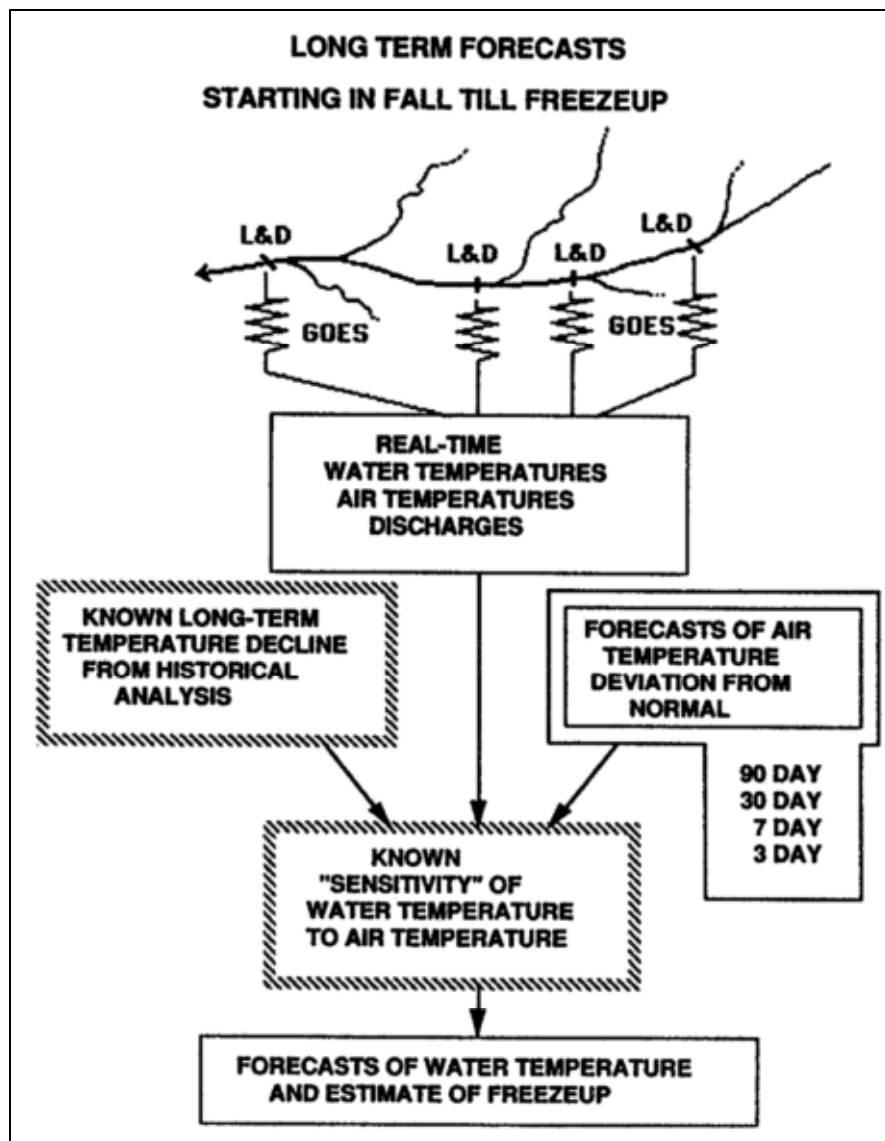 LONG TERM FORECASTS
STARTING IN FALL TILL FREEZEUP
L&D
L&D
L&D
L&D
GOES
GOES
REAL-TIME
WATER TEMPERATURES
AIR TEMPERATURES
DISCHARGES
KNOWN LONG-TERM
TEMPERATURE DECLINE
FROM HISTORICAL
ANALYSIS
FORECASTS OF AIR
TEMPERATURE
DEVIATION FROM
NORMAL
90 DAY
30 DAY
7 DAY
3 DAY
KNOWN
"SENSITIVITY" OF
WATER TEMPERATURE
TO AIR TEMPERATURE
FORECASTS OF WATER TEMPERATURE
AND ESTIMATE OF FREEZEUP